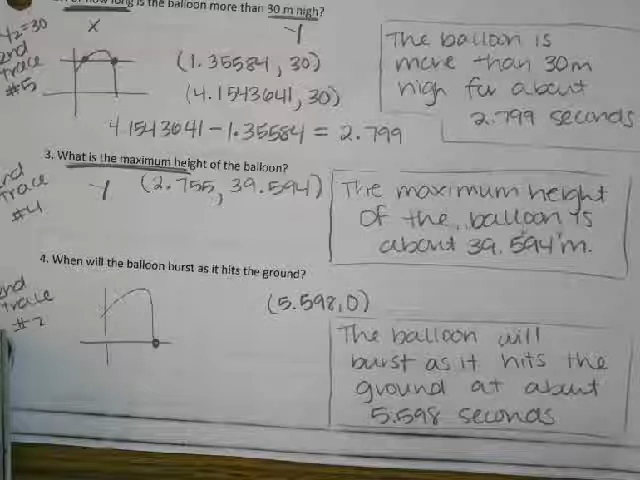 long is the balloon more than 30 m high?
Y2=30
X
Y
2nd
trace
#5
(1.35584, 30)
(4.1543641, 30)
4.1543641 - 1.35584 = 2.799
The balloon is
more than 30m
high for about
2.799 seconds
3. What is the maximum height of the balloon?
2nd
trace
#4
Y
(2.755, 39.594)
The maximum height
of the balloon is
about 39.594 m.
4. When will the balloon burst as it hits the ground?
2nd
trace
#2
(5.598, 0)
The balloon will
burst as it hits the
ground at about
5.598 seconds